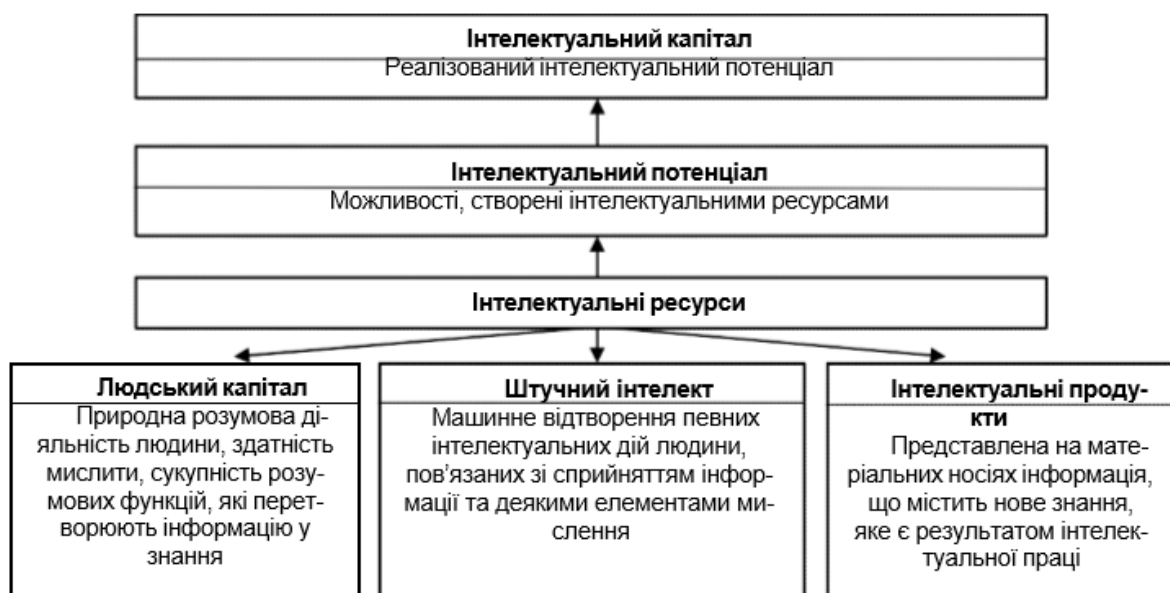 Інтелектуальний капітал
Реалізований інтелектуальний потенціал
Інтелектуальний потенціал
Можливості, створені інтелектуальними ресурсами
Інтелектуальні ресурси
Людський капітал
Природна розумова ді-
яльність людини, здатність
мислити, сукупність розу-
мових функцій, які перет-
ворюють інформацію у
знання
Штучний інтелект
Машинне відтворення певних
інтелектуальних дій людини,
пов’язаних зі сприйняттям інфор-
мації та деякими елементами ми-
слення
Інтелектуальні проду-
кти
Представлена на мате-
ріальних носіях інформація,
що містить нове знання,
яке є результатом інтелек-
туальної праці